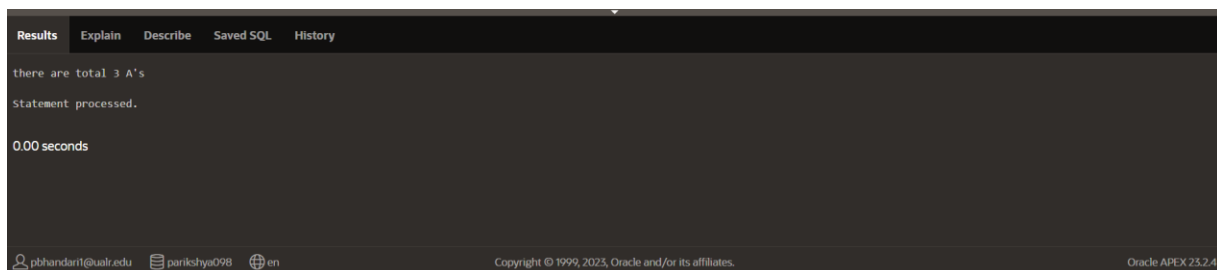 Results Explain Describe Saved SQL History
there are total 3 A's
Statement processed.
0.00 seconds
pbhandari1@ualr.edu parikshya098 en Copyright © 1999, 2023, Oracle and/or its affiliates. Oracle APEX 23.2.4